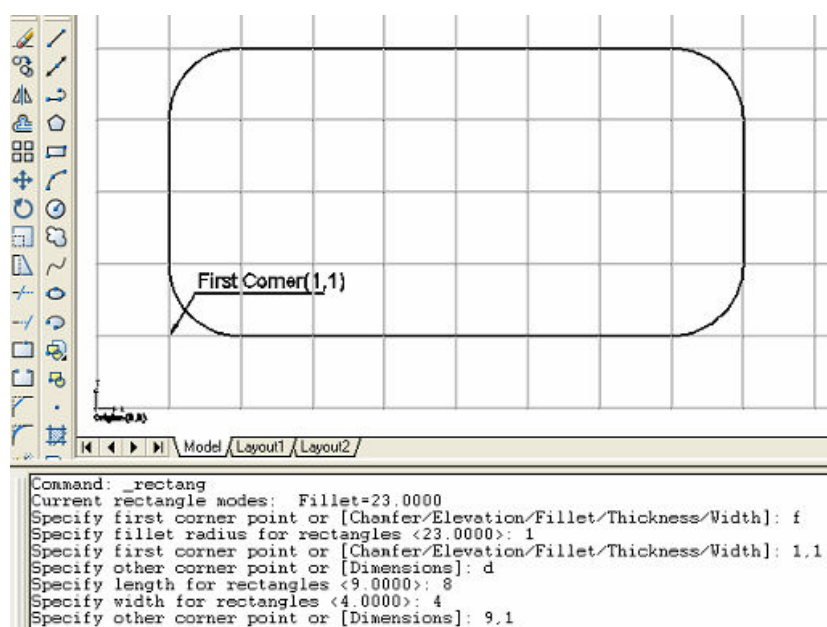 First Corner(1,1)
Model Layout1 Layout2
Command: _rectang
Current rectangle modes: Fillet=23.0000
Specify first corner point or [Chamfer/Elevation/Fillet/Thickness/Width]: f
Specify fillet radius for rectangles <23.0000>: 1
Specify first corner point or [Chamfer/Elevation/Fillet/Thickness/Width]: 1,1
Specify other corner point or [Dimensions]: d
Specify length for rectangles <9.0000>: 8
Specify width for rectangles <4.0000>: 4
Specify other corner point or [Dimensions]: 9,1